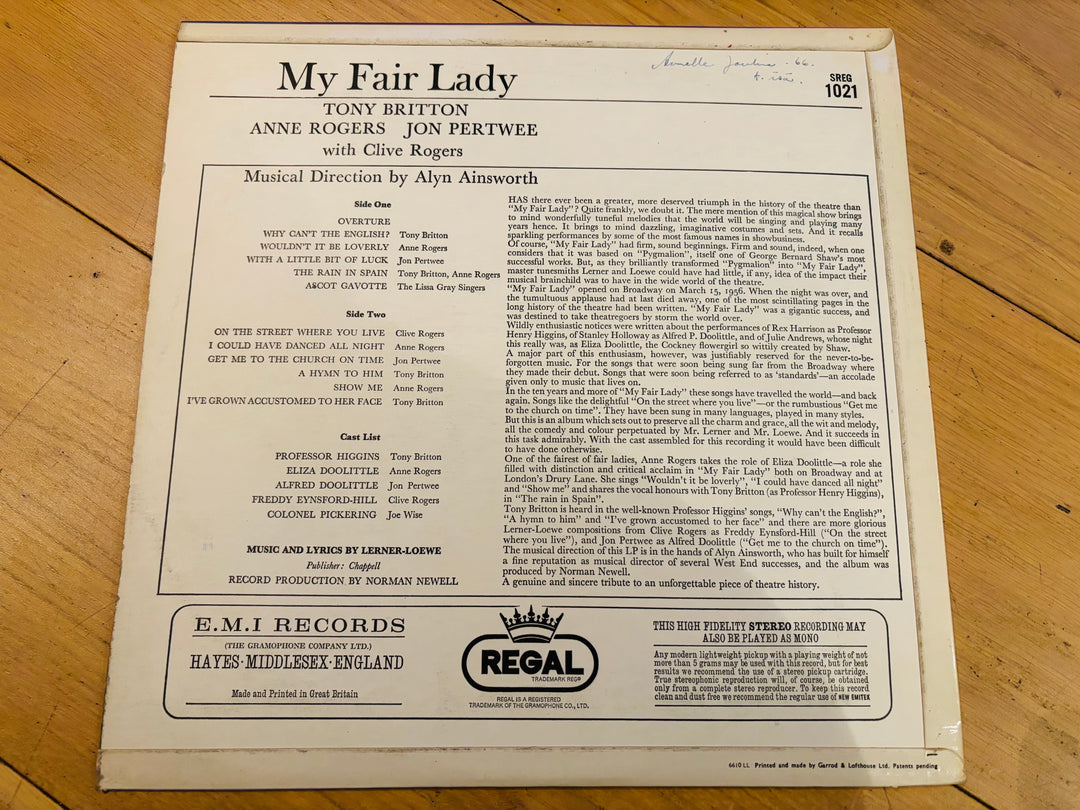 My Fair Lady
66.
SREG
1021
TONY BRITTON
ANNE ROGERS JON PERTWEE
with Clive Rogers
Musical Direction by Alyn Ainsworth
Side One
OVERTURE
WHY CAN'T THE ENGLISH? Tony Britton
WOULDN'T IT BE LOVERLY Anne Rogers
WITH A LITTLE BIT OF LUCK Jon Pertwee
THE RAIN IN SPAIN Tony Britton, Anne Rogers
ASCOT GAVOTTE The Lissa Gray Singers
Side Two
ON THE STREET WHERE YOU LIVE Clive Rogers
I COULD HAVE DANCED ALL NIGHT Anne Rogers
GET ME TO THE CHURCH ON TIME Jon Pertwee
A HYMN TO HIM Tony Britton
SHOW ME Anne Rogers
I'VE GROWN ACCUSTOMED TO HER FACE Tony Britton
Cast List
PROFESSOR HIGGINS Tony Britton
ELIZA DOOLITTLE Anne Rogers
ALFRED DOOLITTLE Jon Pertwee
FREDDY EYNSFORD-HILL Clive Rogers
COLONEL PICKERING Joe Wise
MUSIC AND LYRICS BY LERNER-LOEWE
Publisher: Chappell
RECORD PRODUCTION BY NORMAN NEWELL
HAS there ever been a greater, more deserved triumph in the history of the theatre than
"My Fair Lady"? Quite frankly, we doubt it. The mere mention of this magical show brings
to mind wonderfully tuneful melodies that the world will be singing and playing many
years hence. It brings to mind dazzling, imaginative costumes and sets. And it recalls
sparkling performances by some of the most famous names in showbusiness.
Of course, "My Fair Lady" had firm, sound beginnings. Firm and sound, indeed, when one
considers that it was based on "Pygmalion", itself one of George Bernard Shaw's most
successful works. But, as they brilliantly transformed "Pygmalion" into "My Fair Lady",
master tunesmiths Lerner and Loewe could have had little, if any, idea of the impact their
musical brainchild was to have in the wide world of the theatre.
"My Fair Lady" opened on Broadway on March 15, 1956. When the night was over, and
the tumultuous applause had at last died away, one of the most scintillating pages in the
long history of the theatre had been written. "My Fair Lady" was a gigantic success, and
was destined to take theatregoers by storm the world over.
Wildly enthusiastic notices were written about the performances of Rex Harrison as Professor
Henry Higgins, of Stanley Holloway as Alfred P. Doolittle, and of Julie Andrews, whose night
this really was, as Eliza Doolittle, the Cockney flowergirl so wittily created by Shaw.
A major part of this enthusiasm, however, was justifiably reserved for the never-to-be-
forgotten music. For the songs that were soon being sung far from the Broadway where
they made their debut. Songs that were soon being referred to as 'standards'—an accolade
given only to music that lives on.
In the ten years and more of "My Fair Lady" these songs have travelled the world—and back
again. Songs like the delightful "On the street where you live"—or the rumbustious "Get me
to the church on time". They have been sung in many languages, played in many styles.
But this is an album which sets out to preserve all the charm and grace, all the wit and melody,
all the comedy and colour perpetuated by Mr. Lerner and Mr. Loewe. And it succeeds in
this task admirably. With the cast assembled for this recording it would have been difficult
to have done otherwise.
One of the fairest of fair ladies, Anne Rogers takes the role of Eliza Doolittle—a role she
filled with distinction and critical acclaim in "My Fair Lady" both on Broadway and at
London's Drury Lane. She sings "Wouldn't it be loverly", "I could have danced all night"
and "Show me" and shares the vocal honours with Tony Britton (as Professor Henry Higgins),
in "The rain in Spain".
Tony Britton is heard in the well-known Professor Higgins' songs, "Why can't the English?",
"A hymn to him" and "I've grown accustomed to her face" and there are more glorious
Lerner-Loewe compositions from Clive Rogers as Freddy Eynsford-Hill ("On the street
where you live"), and Jon Pertwee as Alfred Doolittle ("Get me to the church on time").
The musical direction of this LP is in the hands of Alyn Ainsworth, who has built for himself
a fine reputation as musical director of several West End successes, and the album was
produced by Norman Newell.
A genuine and sincere tribute to an unforgettable piece of theatre history.
E.M.I RECORDS
(THE GRAMOPHONE COMPANY LTD.)
HAYES·MIDDLESEX·ENGLAND
Made and Printed in Great Britain
REGAL
TRADEMARK REGD
REGAL IS A REGISTERED
TRADEMARK OF THE GRAMOPHONE CO., LTD.
THIS HIGH FIDELITY STEREO RECORDING MAY
ALSO BE PLAYED AS MONO
Any modern lightweight pickup with a playing weight of not
more than 5 grams may be used with this record, but for best
results we recommend the use of a stereo pickup cartridge.
True stereophonic reproduction will, of course, be obtained
only from a complete stereo reproducer. To keep this record
clean and dust free we recommend the regular use of NEW EMITEX
6610 LL Printed and made by Garrod & Lofthouse Ltd. Patents pending